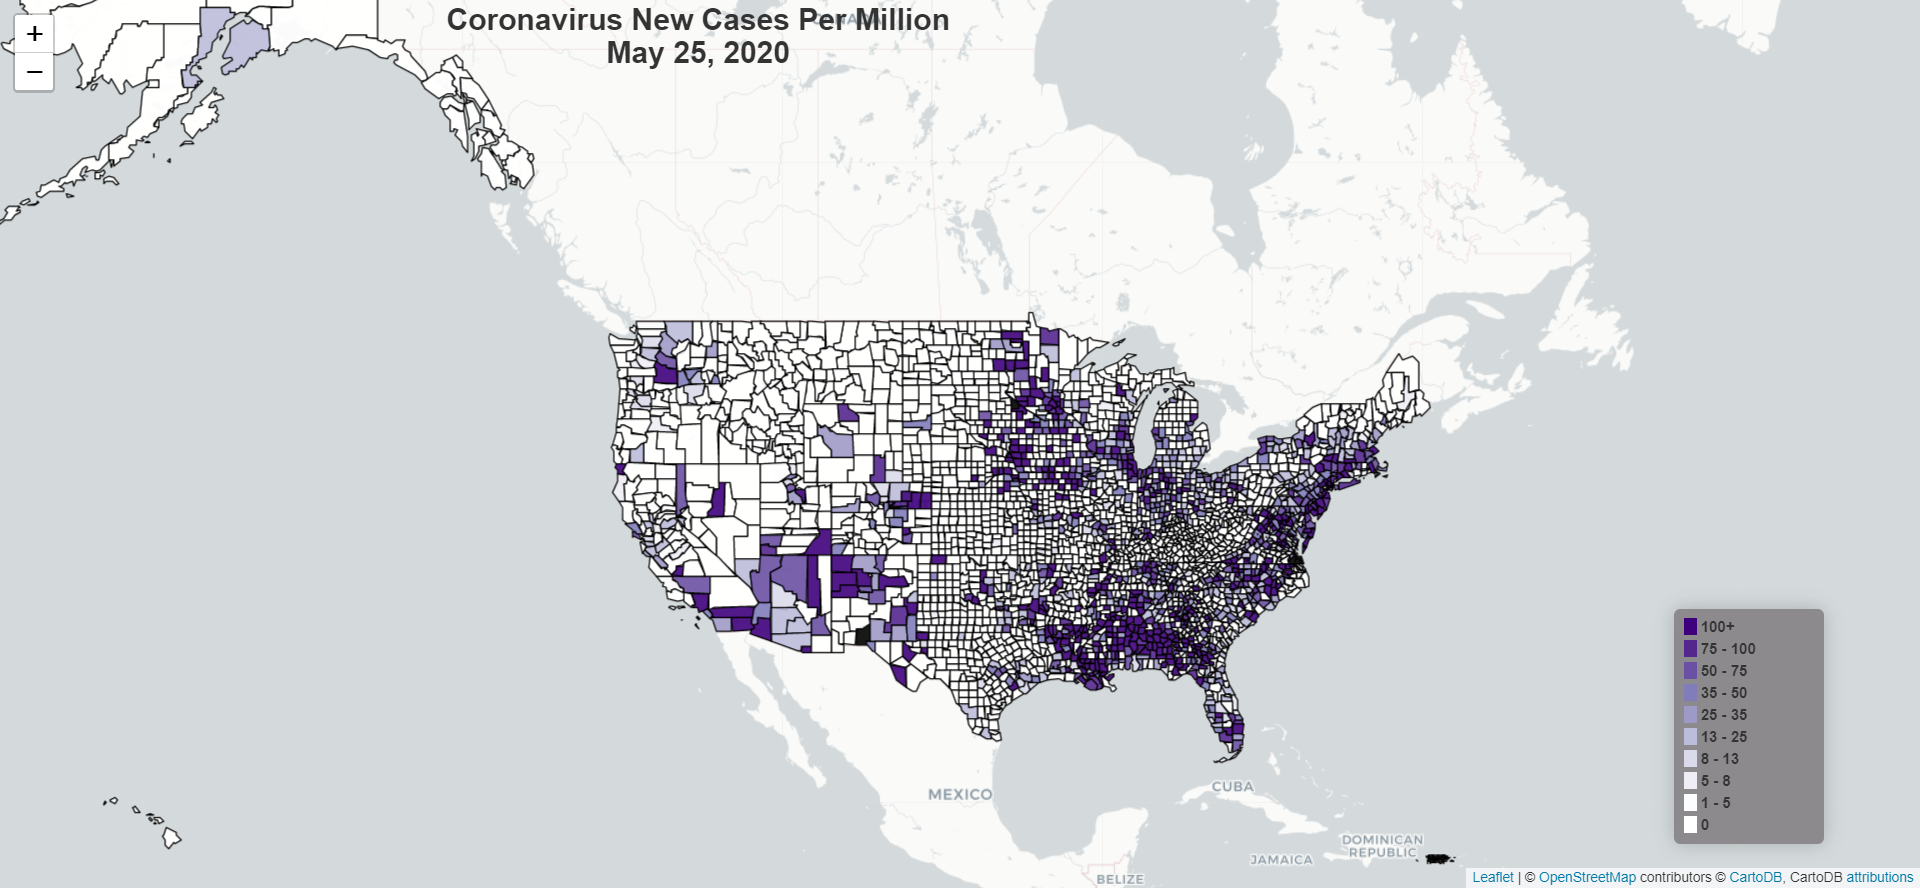 +
−
Coronavirus New Cases Per Million
May 25, 2020
CANADA
MEXICO
CUBA
DOMINICAN
REPUBLIC
JAMAICA
BELIZE
100+
75 - 100
50 - 75
35 - 50
25 - 35
13 - 25
8 - 13
5 - 8
1 - 5
0
Leaflet | © OpenStreetMap contributors © CartoDB, CartoDB attributions